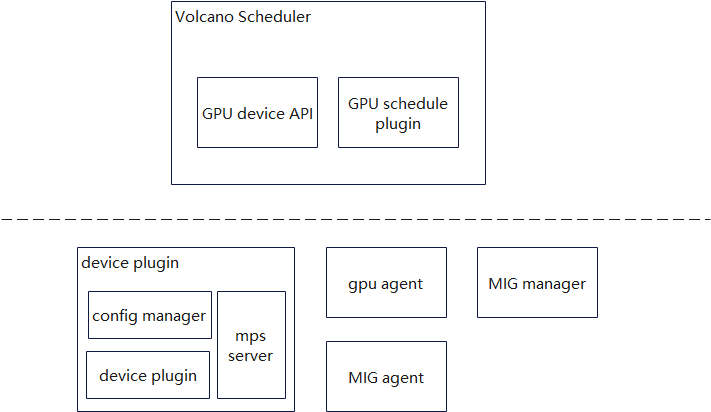 Volcano Scheduler
GPU device API
GPU schedule
plugin
device plugin
config manager
device plugin
mps
server
gpu agent
MIG manager
MIG agent